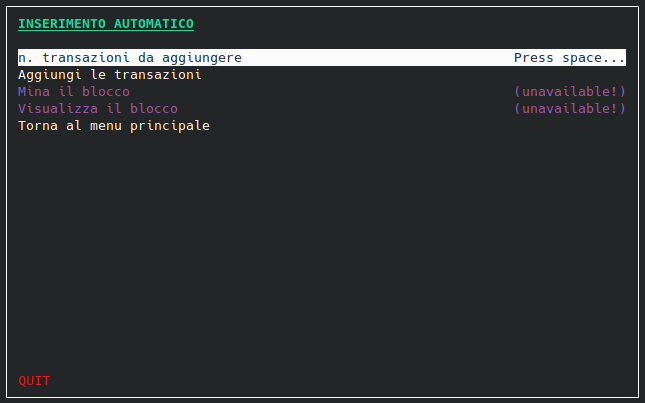 INSERIMENTO AUTOMATICO
n. transazioni da aggiungere Press space...
Aggiungi le transazioni
Mina il blocco (unavailable!)
Visualizza il blocco (unavailable!)
Torna al menu principale
QUIT